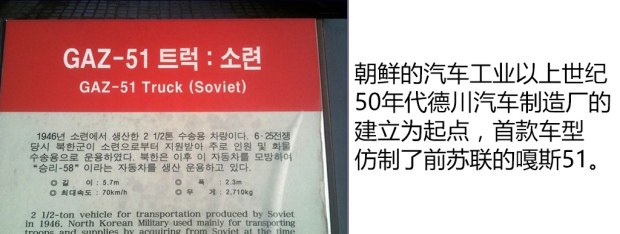 GAZ-51 트럭 : 소련
GAZ-51 Truck (Soviet)
1946년 소련에서 생산한 2 1/2톤 수송용 차량이다. 6·25전쟁
당시 북한군이 소련으로부터 지원받아 주로 인원 및 화물
수송용으로 운용하였다. 북한은 이후 이 자동차를 모방하여
"승리-58" 이라는 자동차를 생산 운용하고 있다.
◎ 길 이 : 5.7m ◎ 폭 : 2.3m
◎ 최대속도 : 70km/h ◎ 무 게 : 2,710kg
2 1/2-ton vehicle for transportation produced by Soviet
in 1946. North Korean Military used mainly for transporting
troops and supplies by acquiring from Soviet at the time
朝鲜的汽车工业以上世纪
50年代德川汽车制造厂的
建立为起点，首款车型
仿制了前苏联的嘎斯51。